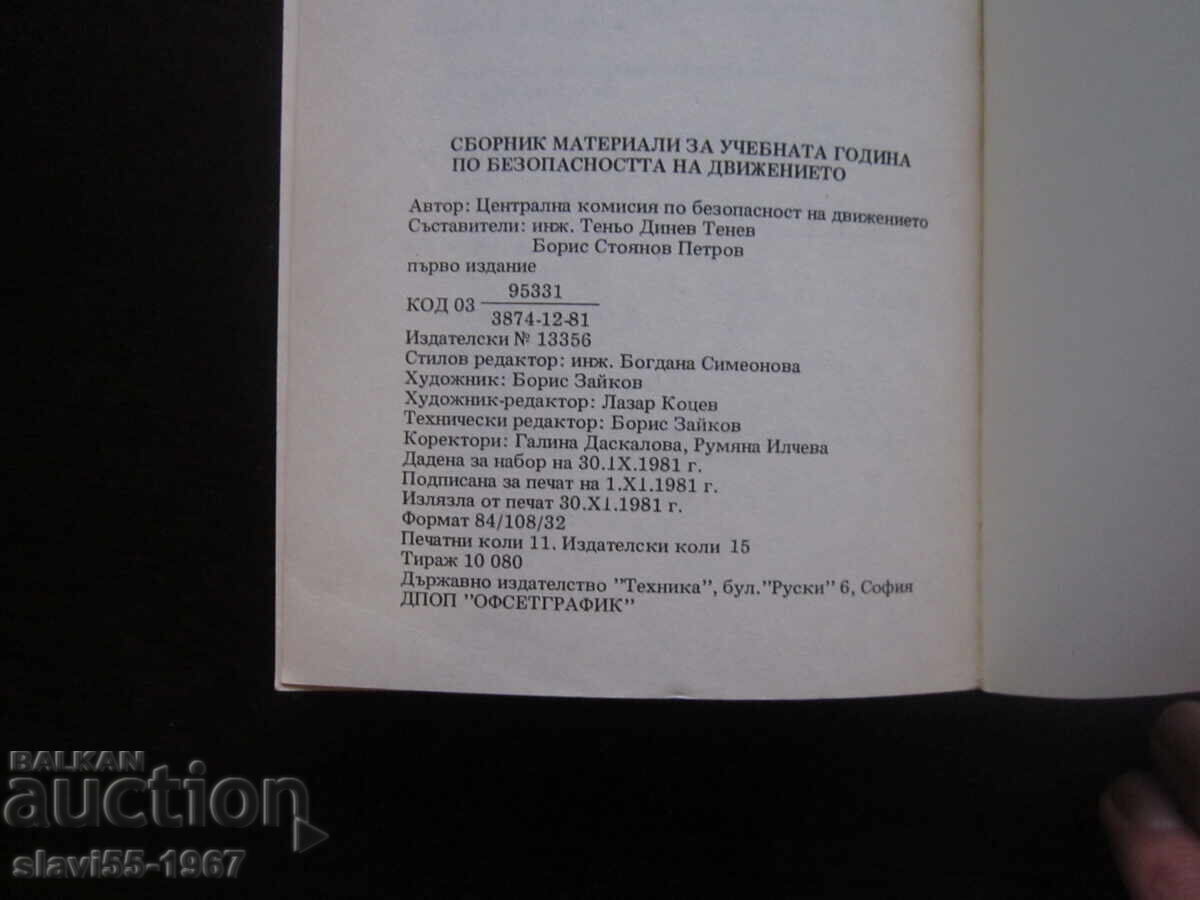 СБОРНИК МАТЕРИАЛИ ЗА УЧЕБНАТА ГОДИНА
ПО БЕЗОПАСНОСТТА НА ДВИЖЕНИЕТО
Автор: Централна комисия по безопасност на движението
Съставители: инж. Теньо Динев Тенев
Борис Стоянов Петров
първо издание
95331
КОД 03
3874-12-81
Издателски № 13356
Стилов редактор: инж. Богдана Симеонова
Художник: Борис Зайков
Художник-редактор: Лазар Коцев
Технически редактор: Борис Зайков
Коректори: Галина Даскалова, Румяна Илчева
Дадена за набор на 30.IX.1981 г.
Подписана за печат на 1.XI.1981 г.
Излязла от печат 30.XI.1981 г.
Формат 84/108/32
Печатни коли 11. Издателски коли 15
Тираж 10 080
Държавно издателство "Техника", бул. "Руски" 6, София
ДПОП "ОФСЕТГРАФИК"
BALKAN
auction
slavi55-1967